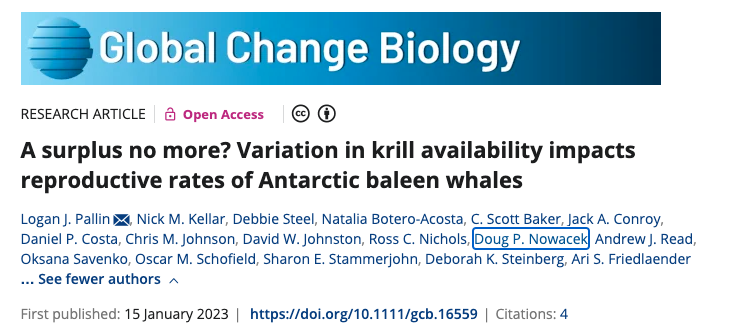 Global Change Biology
RESEARCH ARTICLE | Open Access | cc
A surplus no more? Variation in krill availability impacts
reproductive rates of Antarctic baleen whales
Logan J. Pallin, Nick M. Kellar, Debbie Steel, Natalia Botero-Acosta, C. Scott Baker, Jack A. Conroy,
Daniel P. Costa, Chris M. Johnson, David W. Johnston, Ross C. Nichols, Doug P. Nowacek, Andrew J. Read,
Oksana Savenko, Oscar M. Schofield, Sharon E. Stammerjohn, Deborah K. Steinberg, Ari S. Friedlaender
... See fewer authors
First published: 15 January 2023 | https://doi.org/10.1111/gcb.16559 | Citations: 4